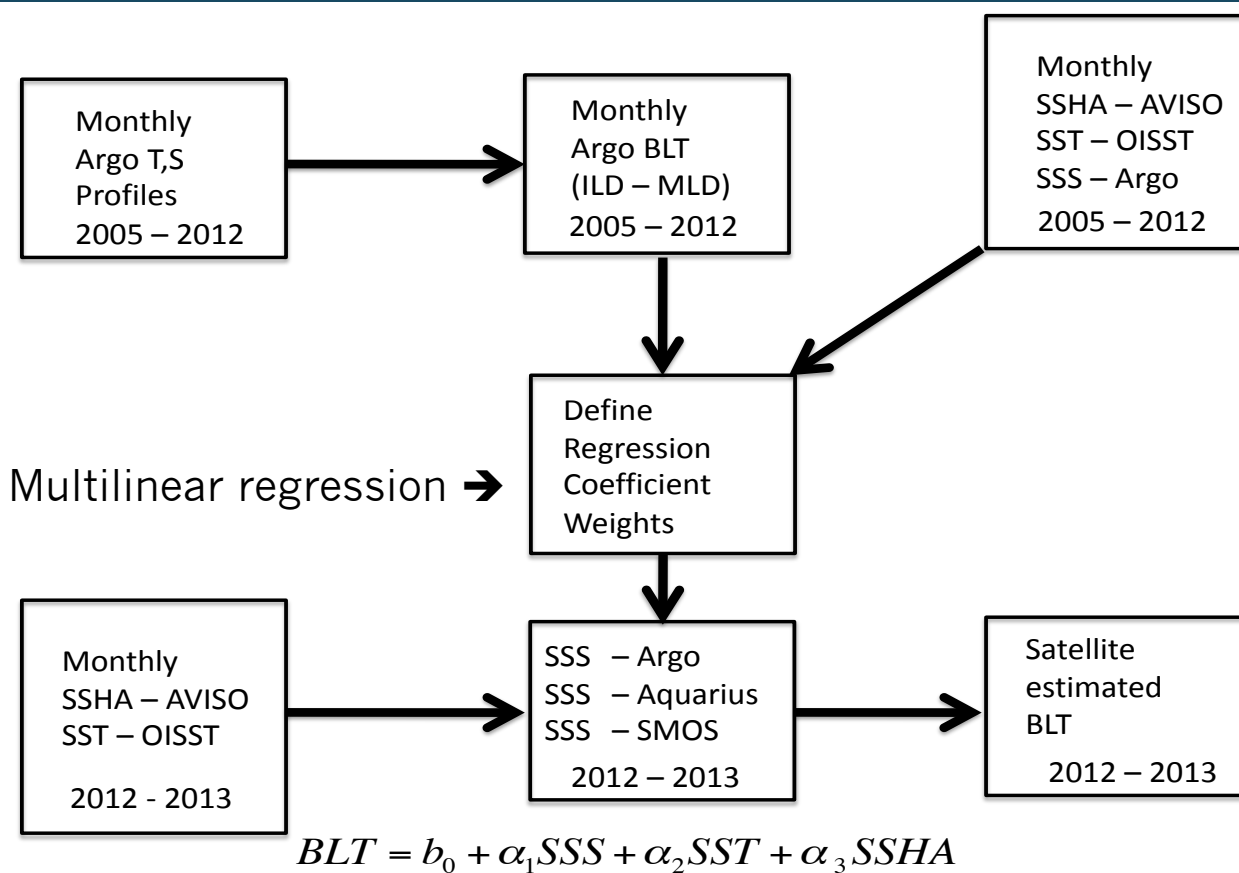 Monthly
Argo T,S
Profiles
2005 – 2012
Monthly
Argo BLT
(ILD – MLD)
2005 – 2012
Monthly
SSHA – AVISO
SST – OISST
SSS – Argo
2005 – 2012
Multilinear regression ➔
Define
Regression
Coefficient
Weights
Monthly
SSHA – AVISO
SST – OISST
2012 - 2013
SSS – Argo
SSS – Aquarius
SSS – SMOS
2012 – 2013
Satellite
estimated
BLT
2012 – 2013
BLT = b₀ + α₁SSS + α₂SST + α₃SSHA